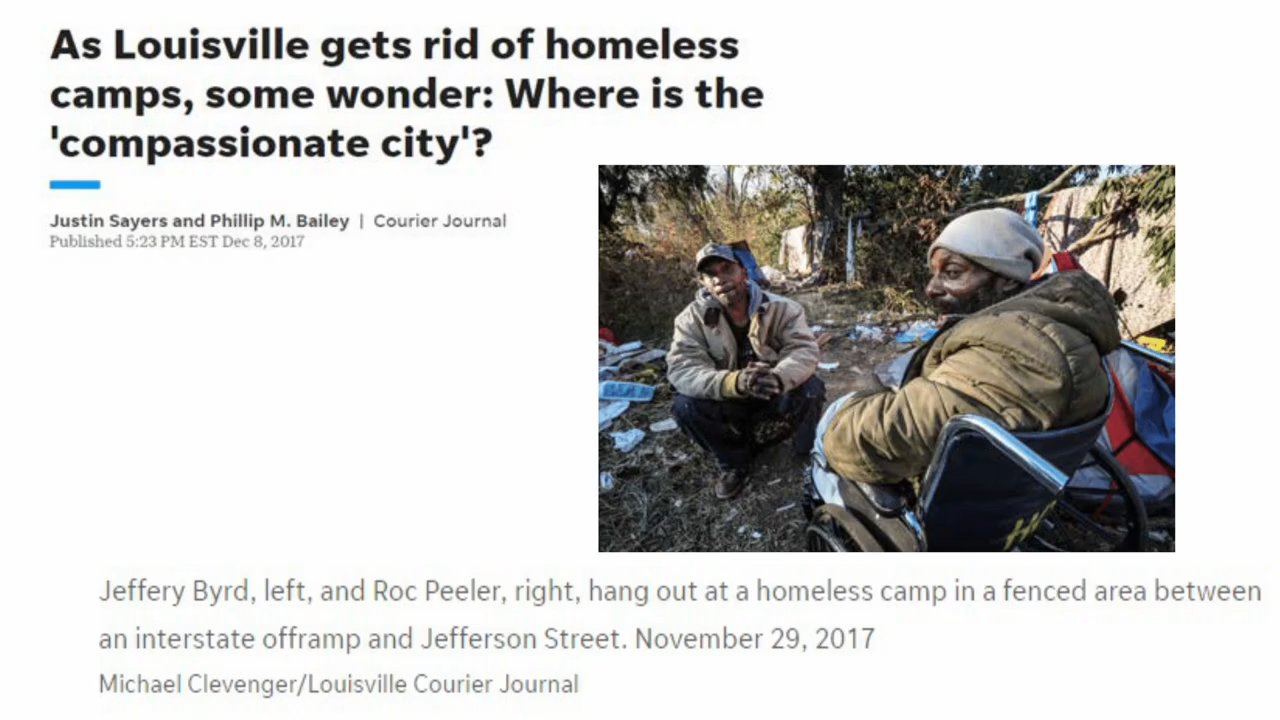 As Louisville gets rid of homeless
camps, some wonder: Where is the
'compassionate city'?
Justin Sayers and Phillip M. Bailey | Courier Journal
Published 5:23 PM EST Dec 8, 2017
Jeffery Byrd, left, and Roc Peeler, right, hang out at a homeless camp in a fenced area between
an interstate offramp and Jefferson Street. November 29, 2017
Michael Clevenger/Louisville Courier Journal